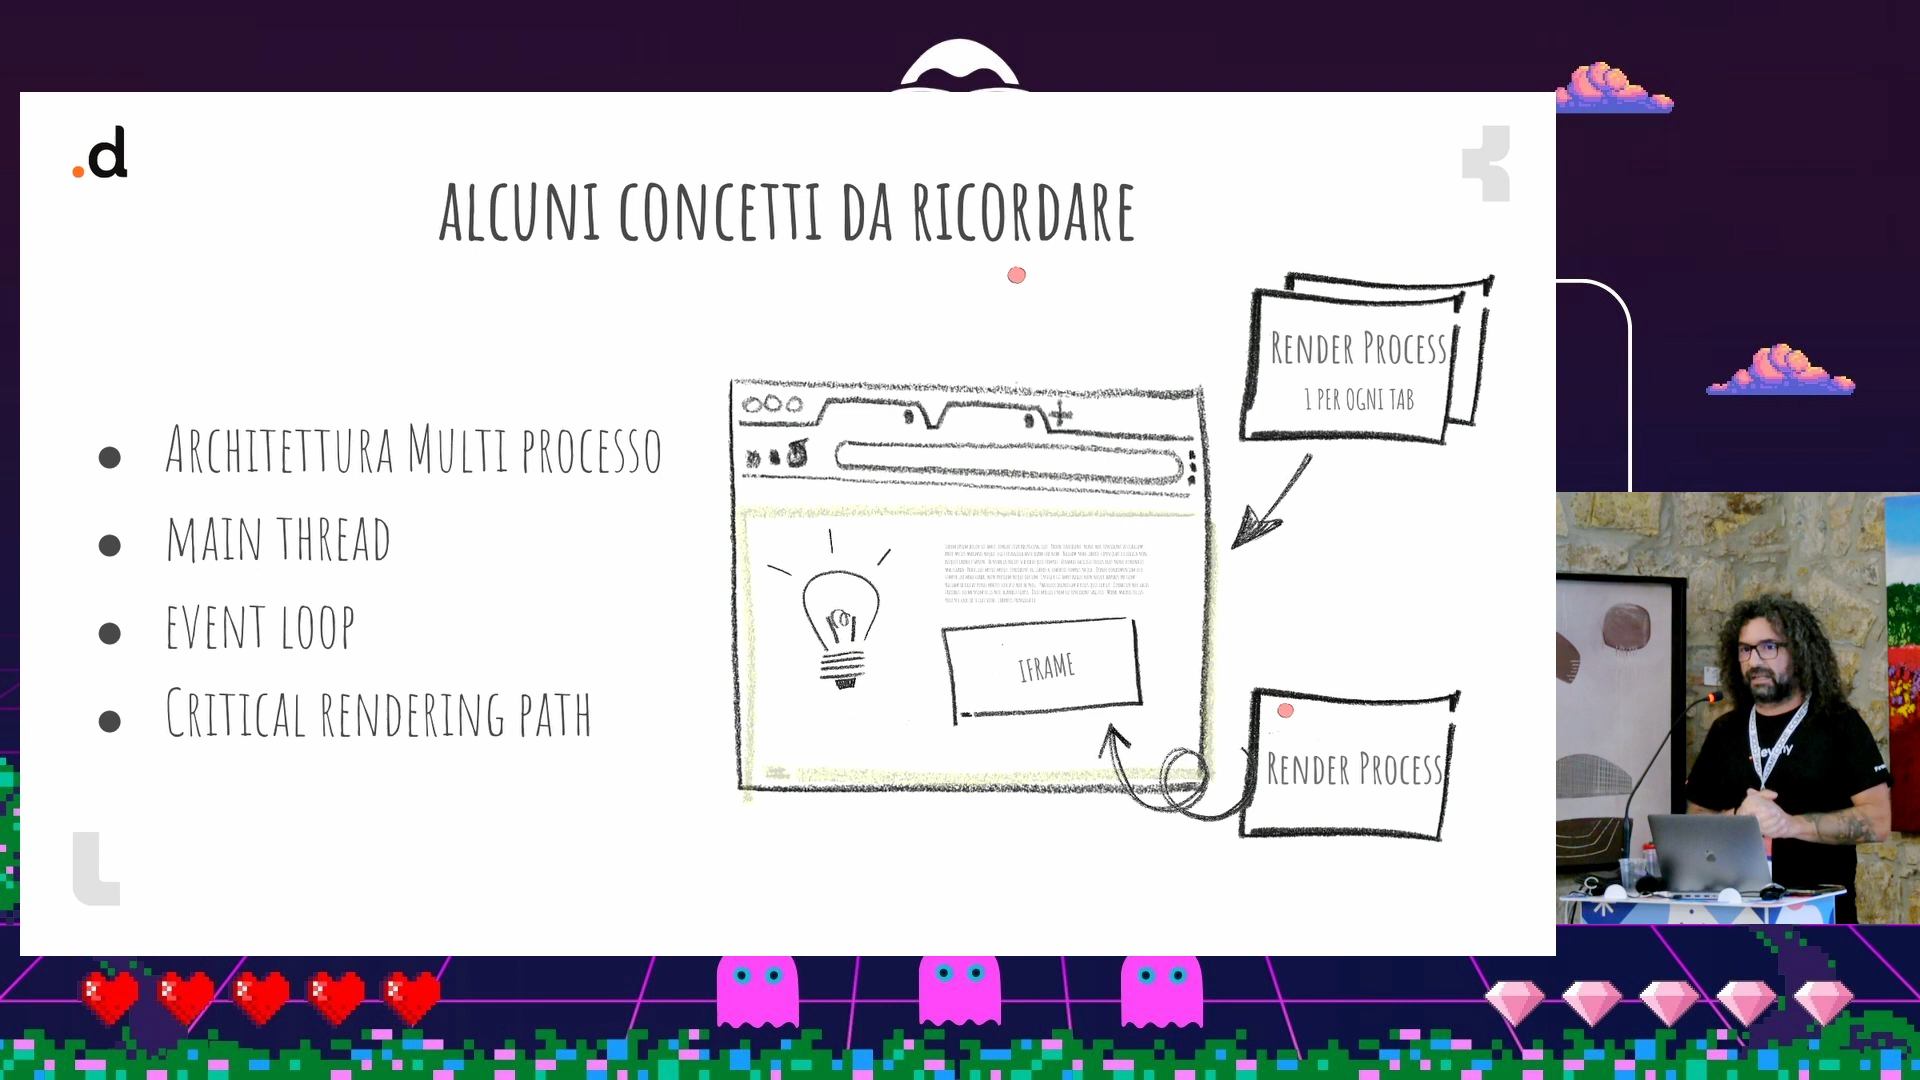 .d
ALCUNI CONCETTI DA RICORDARE
ARCHITETTURA MULTI PROCESSO
MAIN THREAD
EVENT LOOP
CRITICAL RENDERING PATH
RENDER PROCESS
1 PER OGNI TAB
IFRAME
RENDER PROCESS